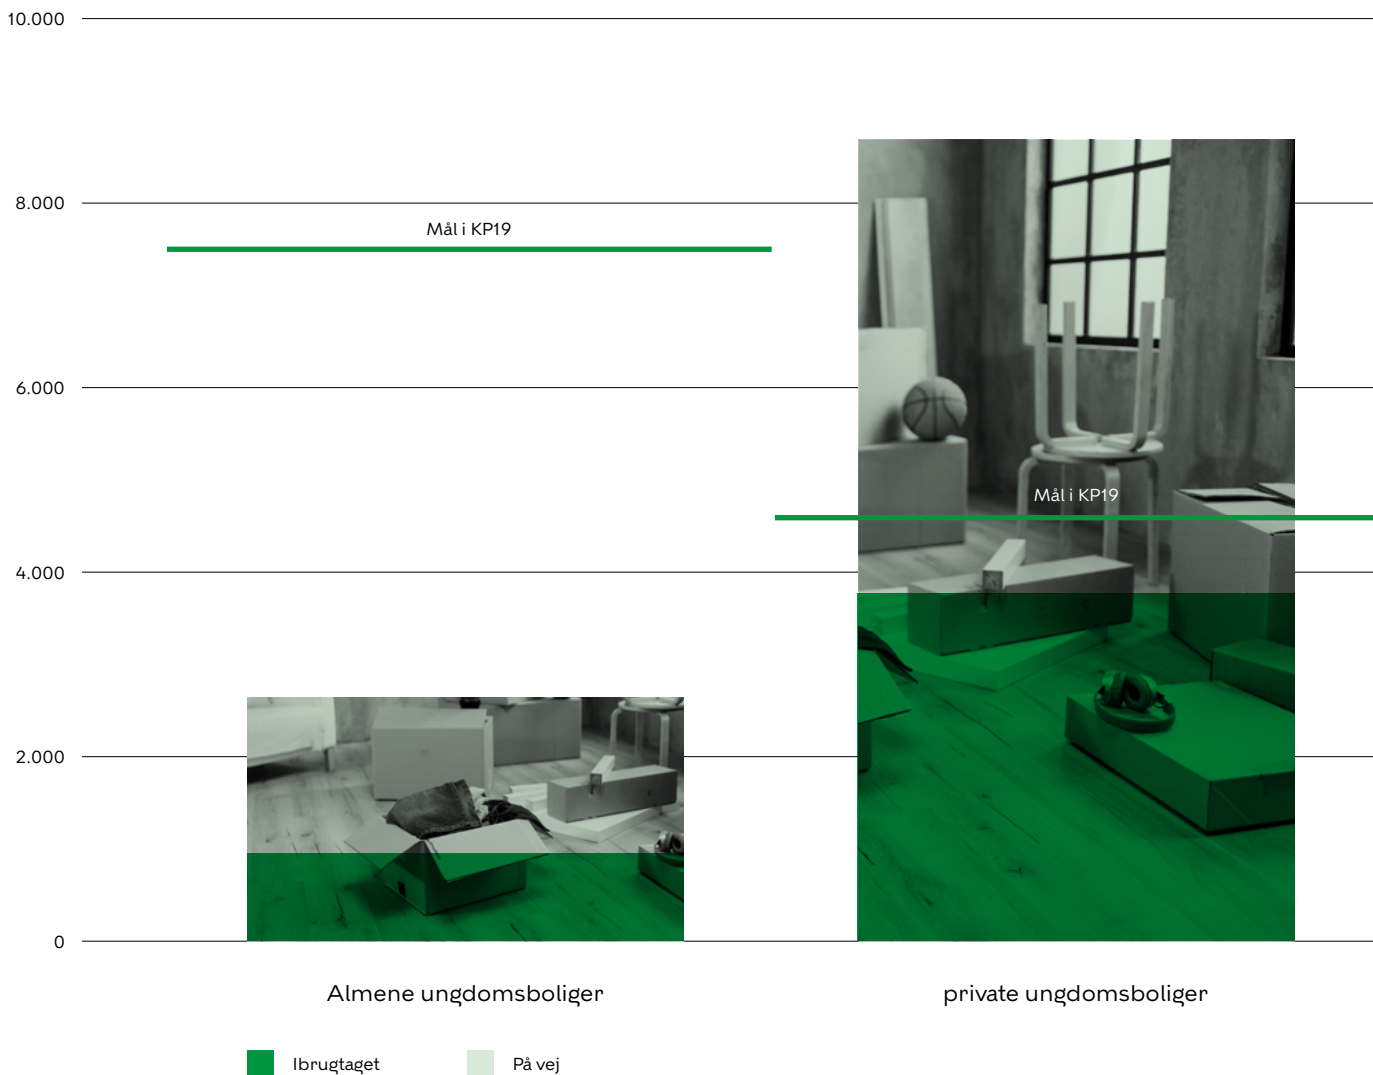 10.000
8.000
Mål i KP19
6.000
Mål i KP19
4.000
2.000
0
Almene ungdomsboliger
private ungdomsboliger
Ibrugtaget
På vej